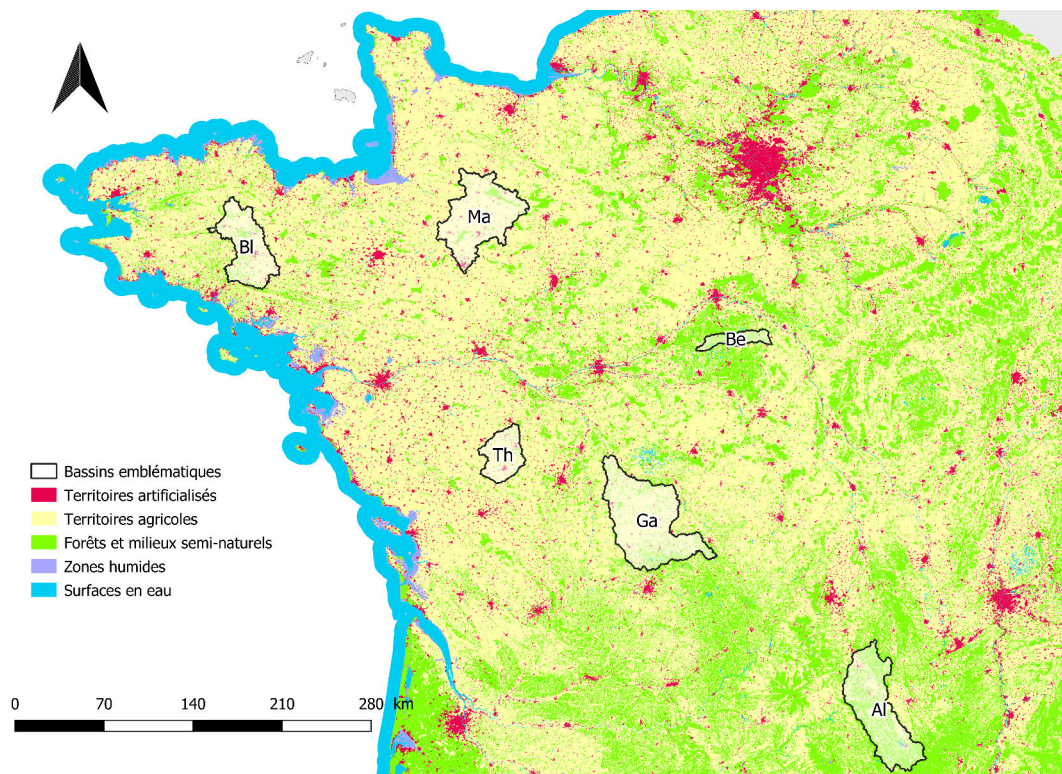 Ma
Bl
Be
Th
Ga
Al
Bassins emblématiques
Territoires artificialisés
Territoires agricoles
Forêts et milieux semi-naturels
Zones humides
Surfaces en eau
0 70 140 210 280 km